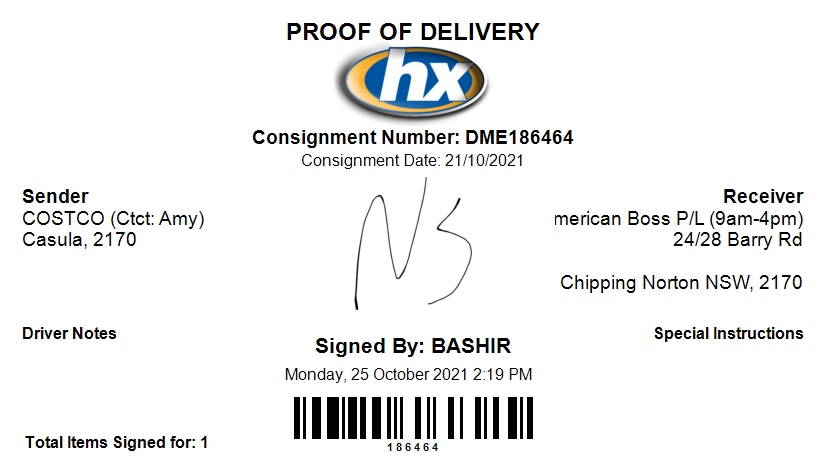 PROOF OF DELIVERY
hx
Consignment Number: DME186464
Consignment Date: 21/10/2021
Sender
COSTCO (Ctct: Amy)
Casula, 2170
Receiver
merican Boss P/L (9am-4pm)
24/28 Barry Rd
Chipping Norton NSW, 2170
NS
Driver Notes
Special Instructions
Signed By: BASHIR
Monday, 25 October 2021 2:19 PM
186464
Total Items Signed for: 1